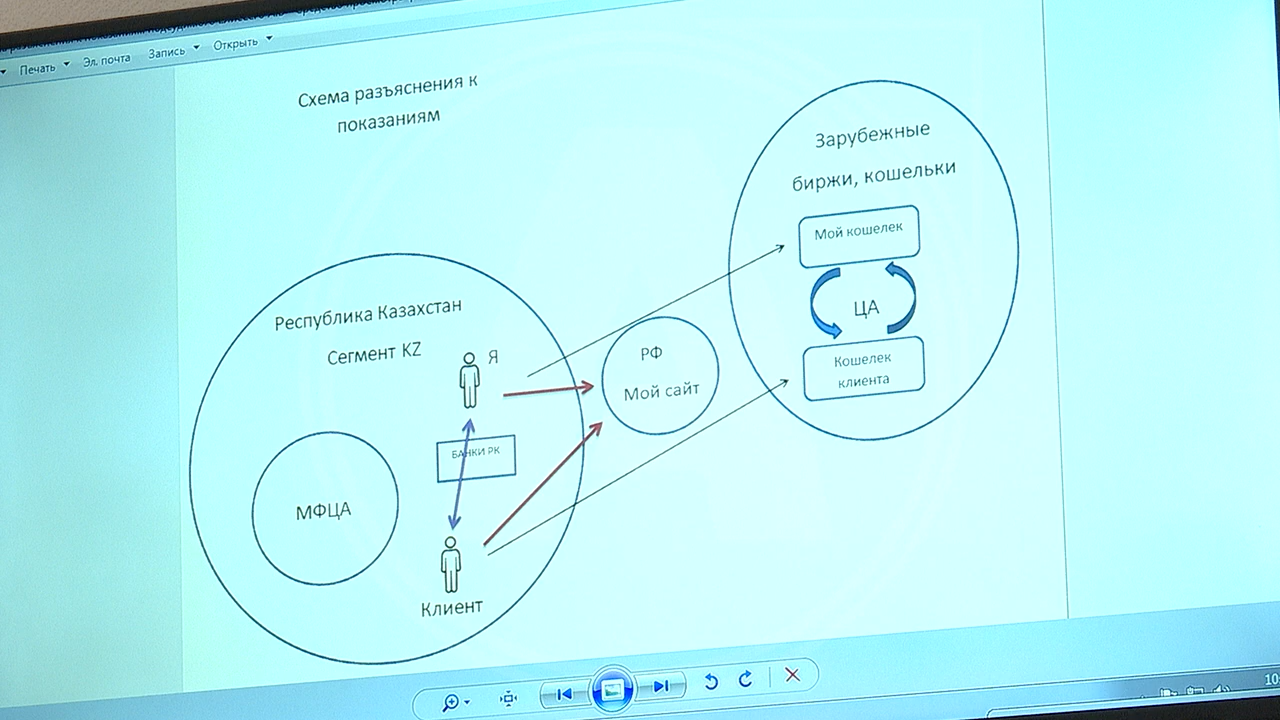 Печать
Эл. почта
Запись
Открыть
Схема разъяснения к
показаниям
Зарубежные
биржи, кошельки
Мой кошелек
ЦА
Кошелек
клиента
Республика Казахстан
Сегмент KZ
Я
РФ
Мой сайт
БАНКИ РК
МФЦА
Клиент